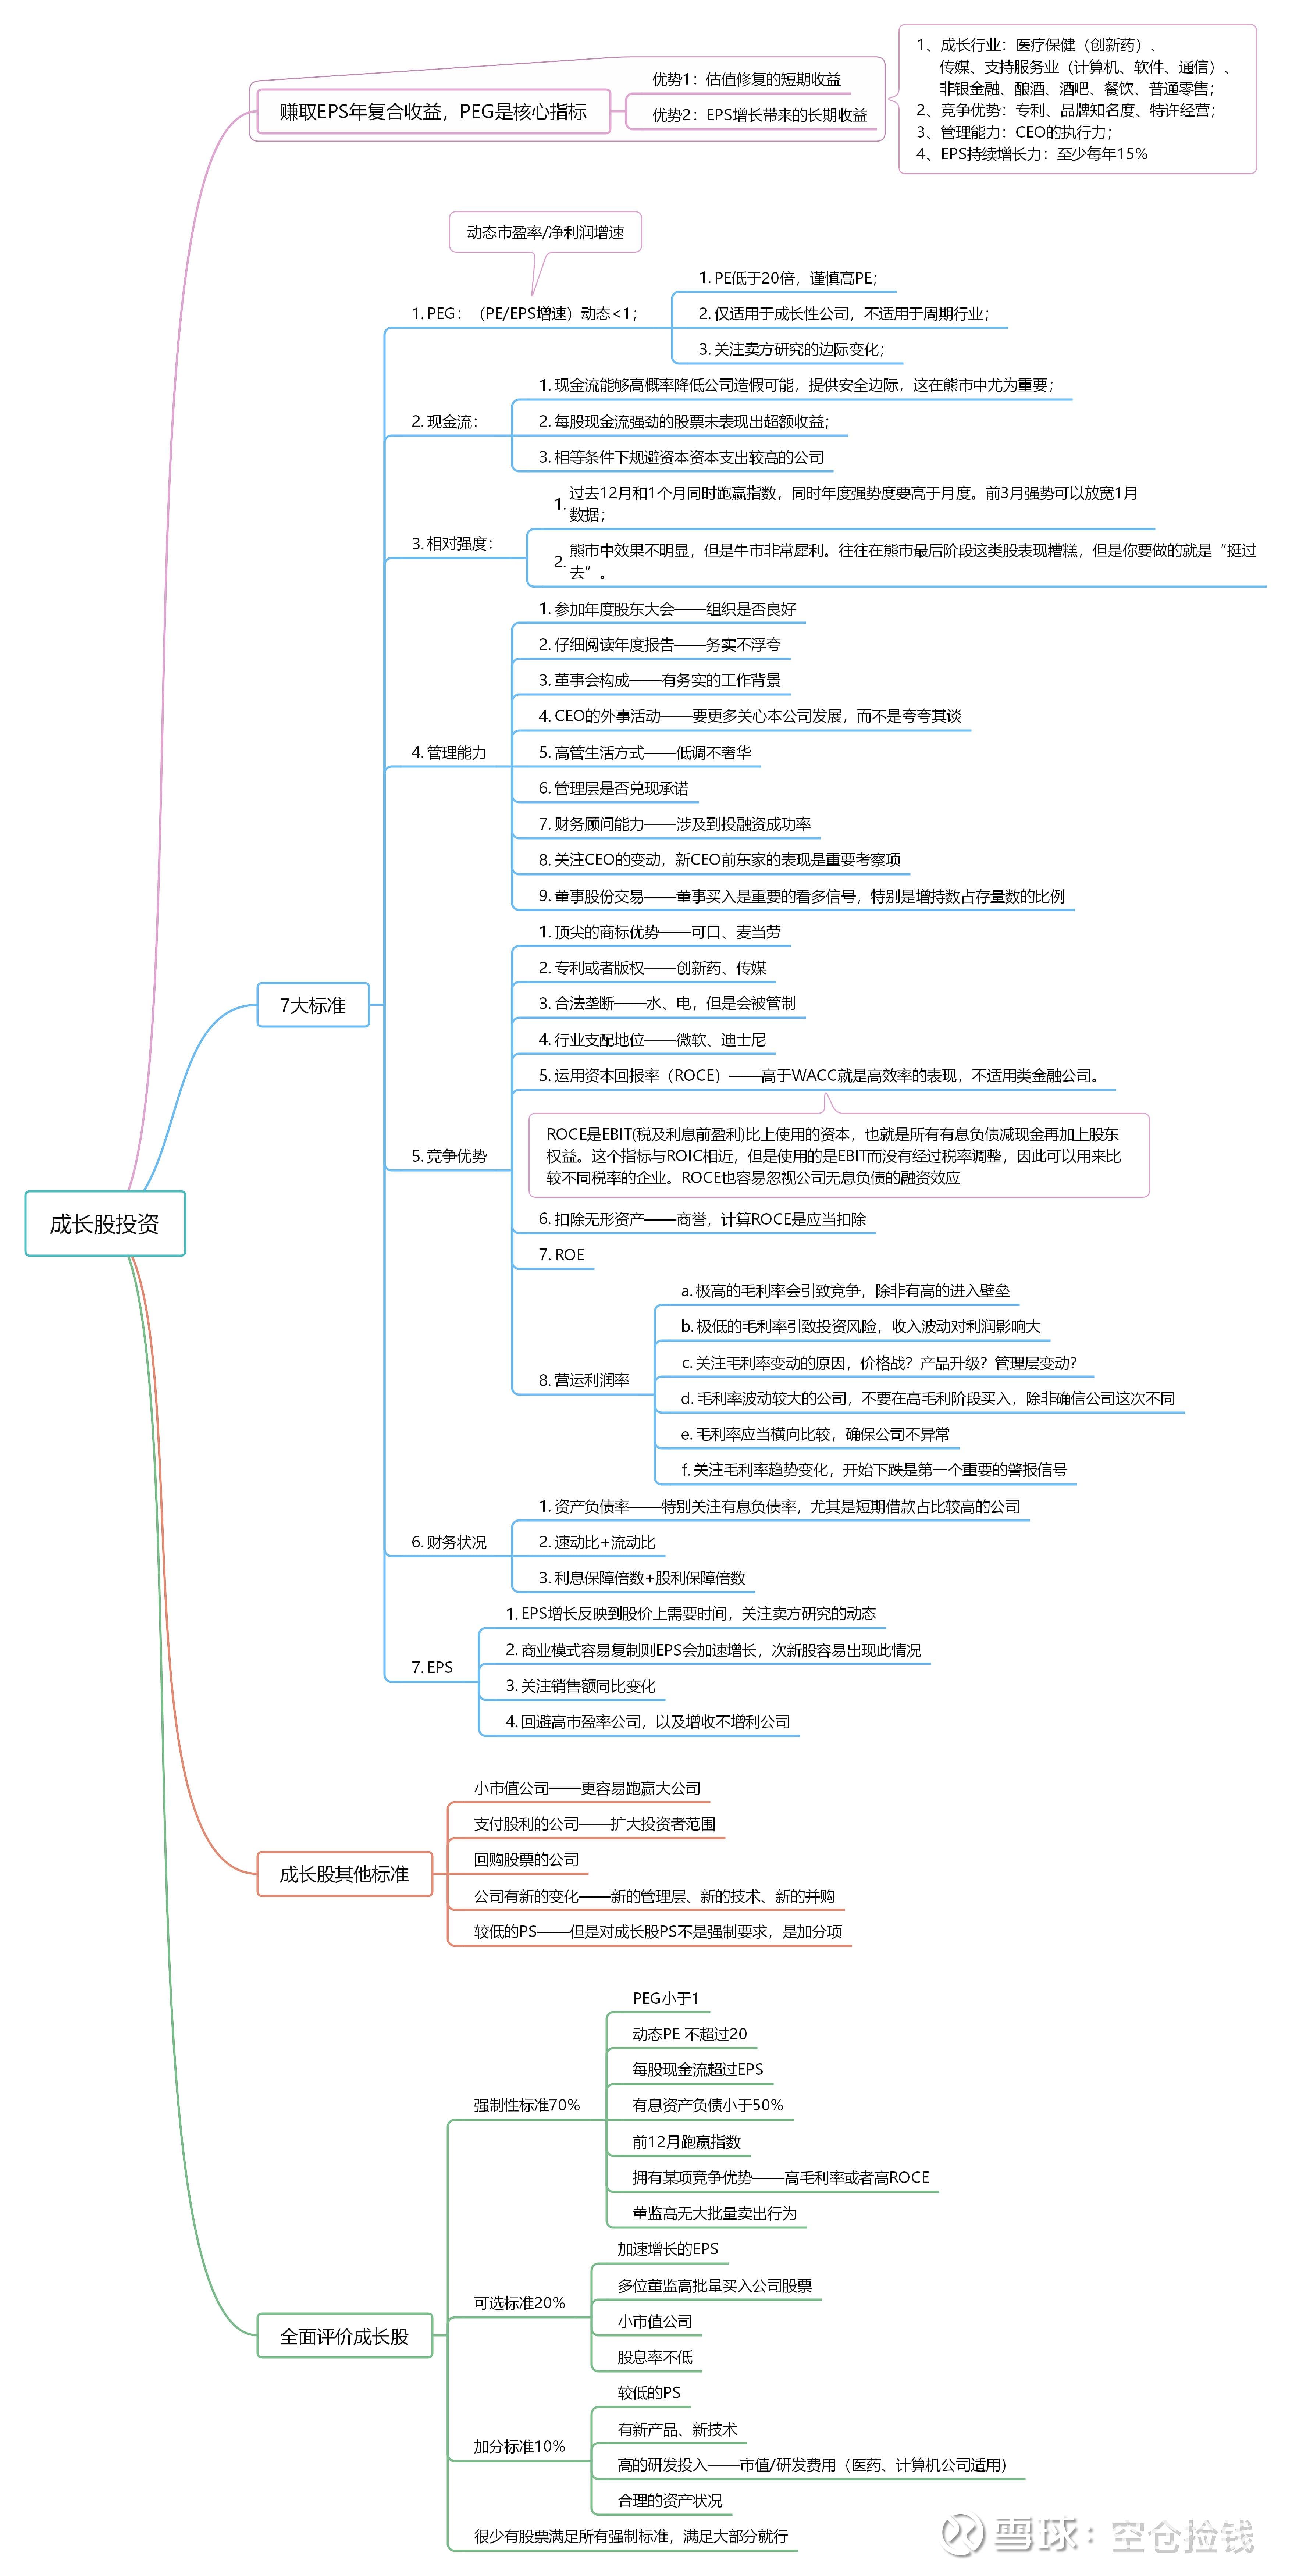 1、成长行业：医疗保健（创新药）、
传媒、支持服务业（计算机、软件、通信）、
非银金融、酿酒、酒吧、餐饮、普通零售；
2、竞争优势：专利、品牌知名度、特许经营；
3、管理能力：CEO的执行力；
4、EPS持续增长力：至少每年15%
优势1：估值修复的短期收益
赚取EPS年复合收益，PEG是核心指标
优势2：EPS增长带来的长期收益
动态市盈率/净利润增速
1. PE低于20倍，谨慎高PE；
1. PEG：（PE/EPS增速）动态<1；
2. 仅适用于成长性公司，不适用于周期行业；
3. 关注卖方研究的边际变化；
1. 现金流能够高概率降低公司造假可能，提供安全边际，这在熊市中尤为重要；
2. 现金流：
2. 每股现金流强劲的股票未表现出超额收益；
3. 相等条件下规避资本资本支出较高的公司
1. 过去12月和1个月同时跑赢指数，同时年度强势度要高于月度。前3月强势可以放宽1月
数据；
3. 相对强度：
2. 熊市中效果不明显，但是牛市非常犀利。往往在熊市最后阶段这类股表现糟糕，但是你要做的就是“挺过
去”。
1. 参加年度股东大会——组织是否良好
2. 仔细阅读年度报告——务实不浮夸
3. 董事会构成——有务实的工作背景
4. CEO的外事活动——要更多关心本公司发展，而不是夸夸其谈
4. 管理能力
5. 高管生活方式——低调不奢华
6. 管理层是否兑现承诺
7. 财务顾问能力——涉及到投融资成功率
8. 关注CEO的变动，新CEO前东家的表现是重要考察项
9. 董事股份交易——董事买入是重要的看多信号，特别是增持数占存量数的比例
1. 顶尖的商标优势——可口、麦当劳
2. 专利或者版权——创新药、传媒
7大标准
3. 合法垄断——水、电，但是会被管制
4. 行业支配地位——微软、迪士尼
5. 运用资本回报率（ROCE）——高于WACC就是高效率的表现，不适用类金融公司。
ROCE是EBIT(税及利息前盈利)比上使用的资本，也就是所有有息负债减现金再加上股东
权益。这个指标与ROIC相近，但是使用的是EBIT而没有经过税率调整，因此可以用来比
较不同税率的企业。ROCE也容易忽视公司无息负债的融资效应
5. 竞争优势
6. 扣除无形资产——商誉，计算ROCE是应当扣除
成长股投资
7. ROE
a. 极高的毛利率会引致竞争，除非有高的进入壁垒
b. 极低的毛利率引致投资风险，收入波动对利润影响大
c. 关注毛利率变动的原因，价格战？产品升级？管理层变动？
8. 营运利润率
d. 毛利率波动较大的公司，不要在高毛利阶段买入，除非确信公司这次不同
e. 毛利率应当横向比较，确保公司不异常
f. 关注毛利率趋势变化，开始下跌是第一个重要的警报信号
1. 资产负债率——特别关注有息负债率，尤其是短期借款占比较高的公司
6. 财务状况
2. 速动比+流动比
3. 利息保障倍数+股利保障倍数
1. EPS增长反映到股价上需要时间，关注卖方研究的动态
2. 商业模式容易复制则EPS会加速增长，次新股容易出现此情况
7. EPS
3. 关注销售额同比变化
4. 回避高市盈率公司，以及增收不增利公司
小市值公司——更容易跑赢大公司
支付股利的公司——扩大投资者范围
回购股票的公司
成长股其他标准
公司有新的变化——新的管理层、新的技术、新的并购
较低的PS——但是对成长股PS不是强制要求，是加分项
PEG小于1
动态PE 不超过20
每股现金流超过EPS
强制性标准70%
有息资产负债小于50%
前12月跑赢指数
拥有某项竞争优势——高毛利率或者高ROCE
董监高无大批量卖出行为
加速增长的EPS
多位董监高批量买入公司股票
可选标准20%
小市值公司
全面评价成长股
股息率不低
较低的PS
有新产品、新技术
加分标准10%
高的研发投入——市值/研发费用（医药、计算机公司适用）
合理的资产状况
很少有股票满足所有强制标准，满足大部分就行
雪球：空仓捡钱